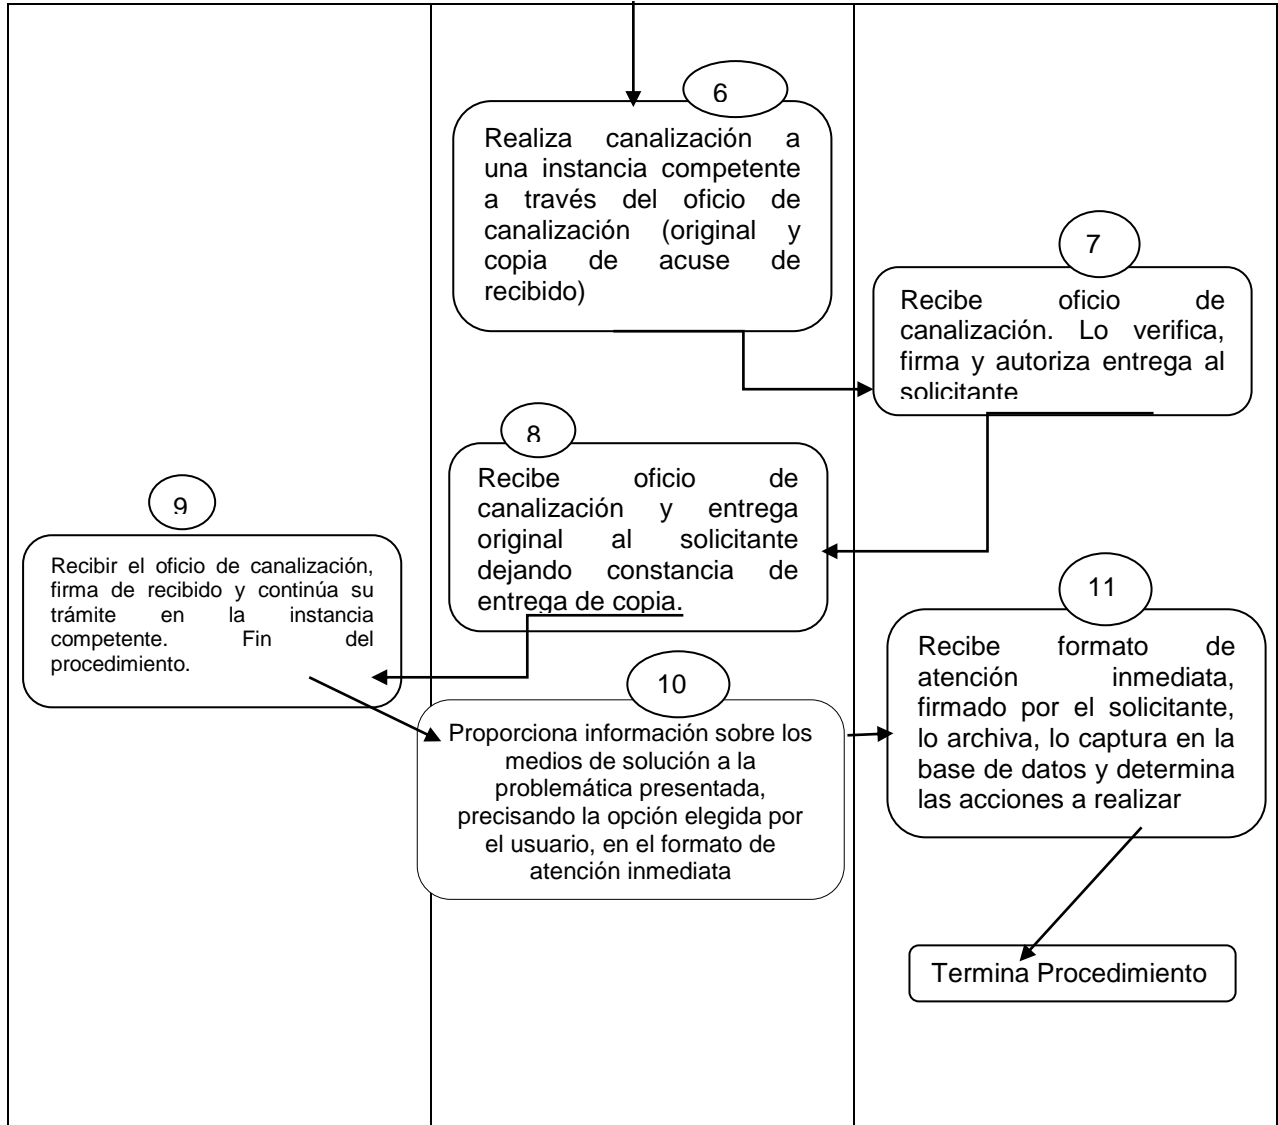 6
Realiza canalización a
una instancia competente
a través del oficio de
canalización (original y
copia de acuse de
recibido)
7
Recibe oficio de
canalización. Lo verifica,
firma y autoriza entrega al
solicitante
8
Recibe oficio de
canalización y entrega
original al solicitante
dejando constancia de
entrega de copia.
9
Recibir el oficio de canalización,
firma de recibido y continúa su
trámite en la instancia
competente. Fin del
procedimiento.
10
Proporciona información sobre los
medios de solución a la
problemática presentada,
precisando la opción elegida por
el usuario, en el formato de
atención inmediata
11
Recibe formato de
atención inmediata,
firmado por el solicitante,
lo archiva, lo captura en la
base de datos y determina
las acciones a realizar
Termina Procedimiento